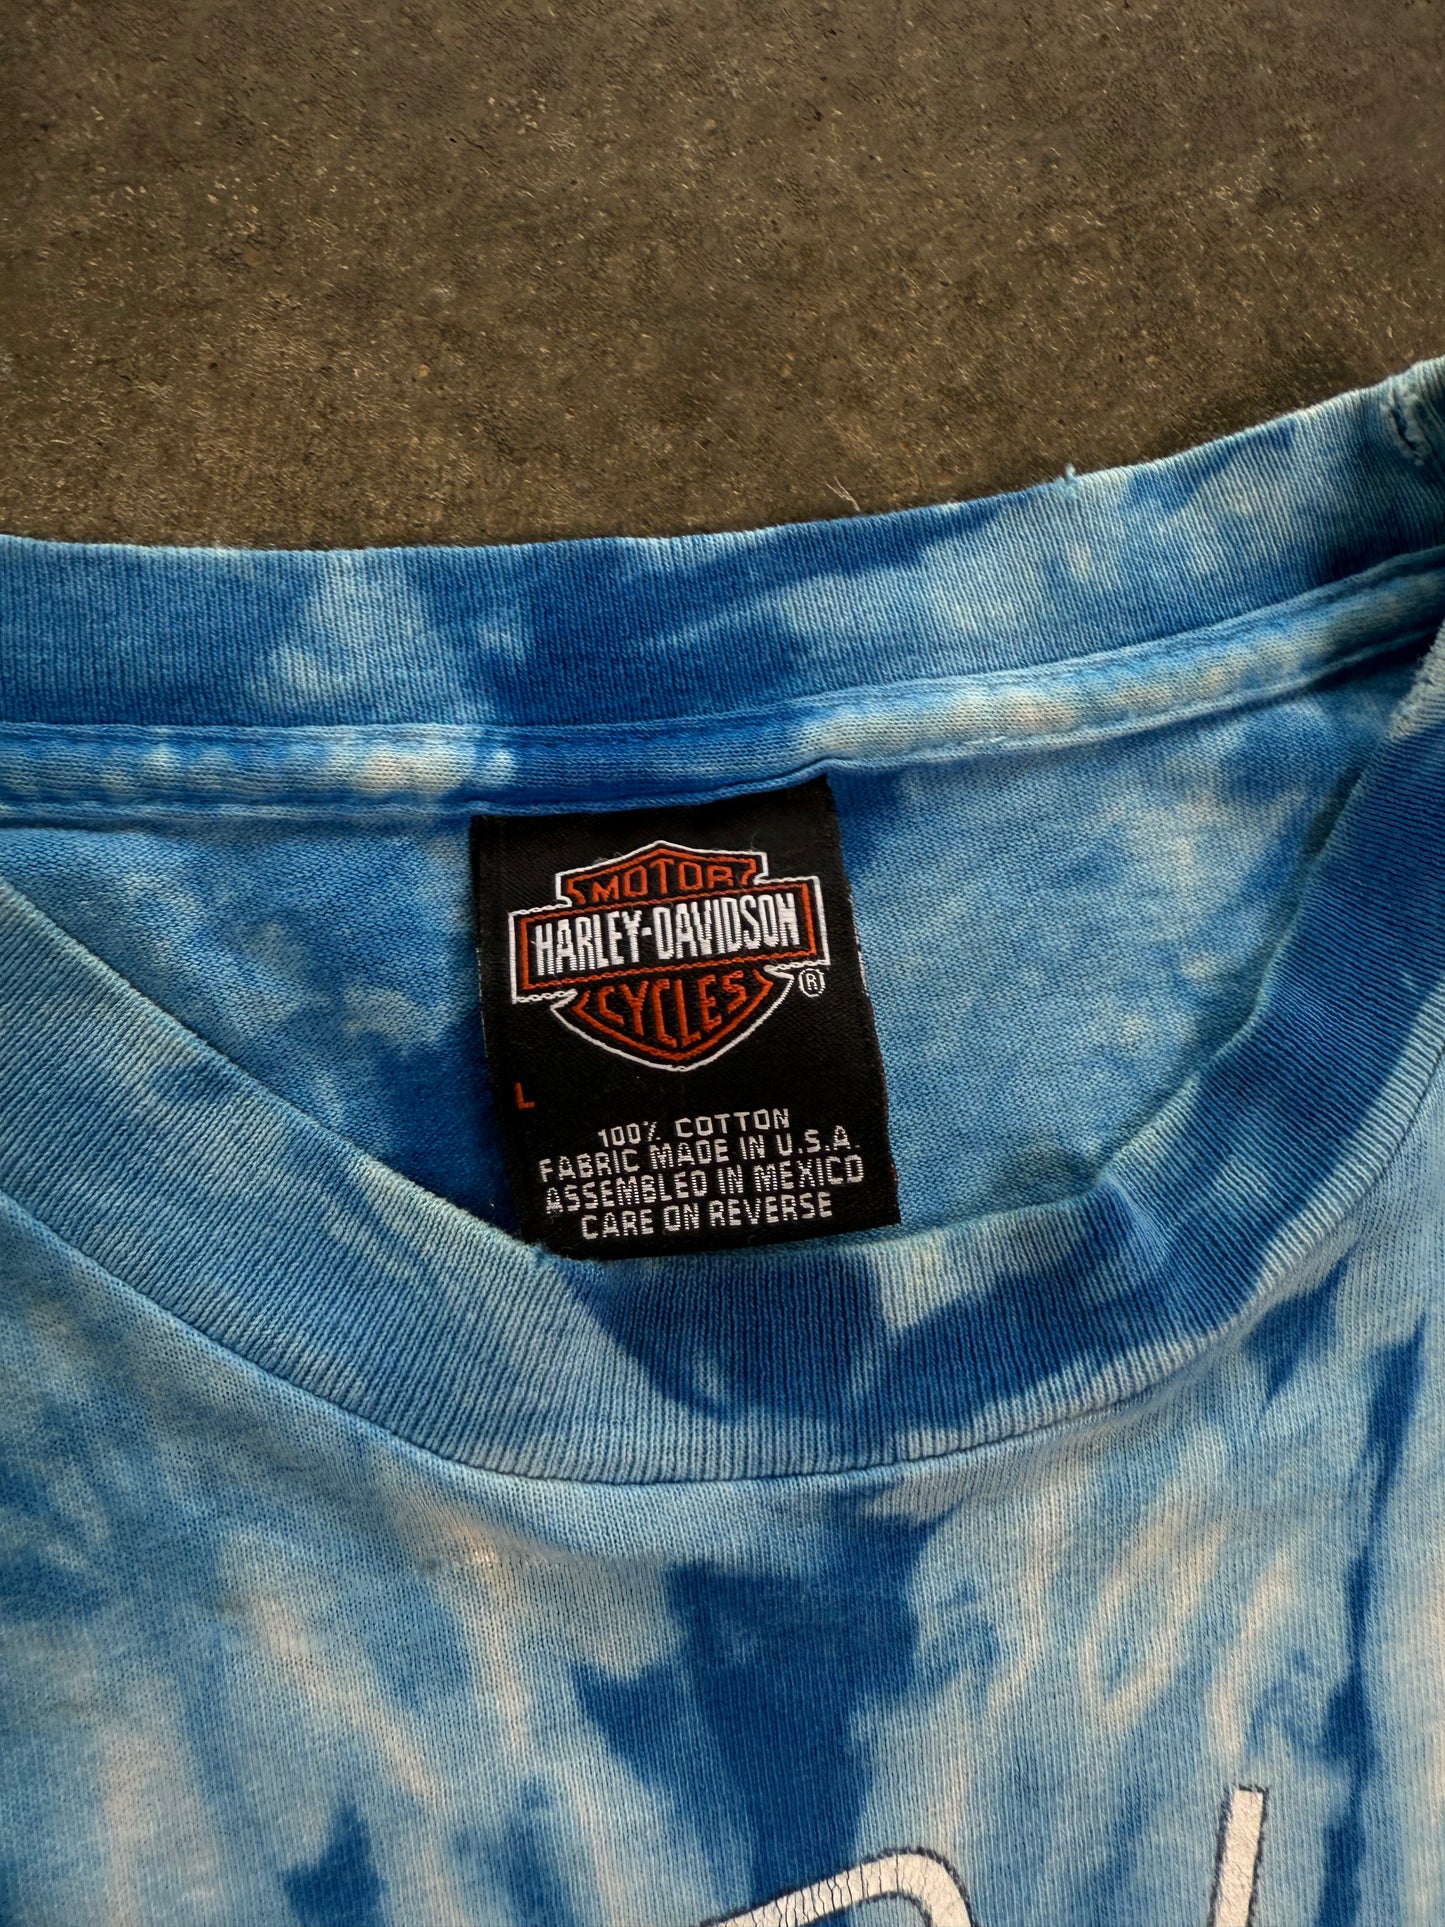 MOTOR
HARLEY-DAVIDSON
CYCLES
®
L
100% COTTON
FABRIC MADE IN U.S.A.
ASSEMBLED IN MEXICO
CARE ON REVERSE